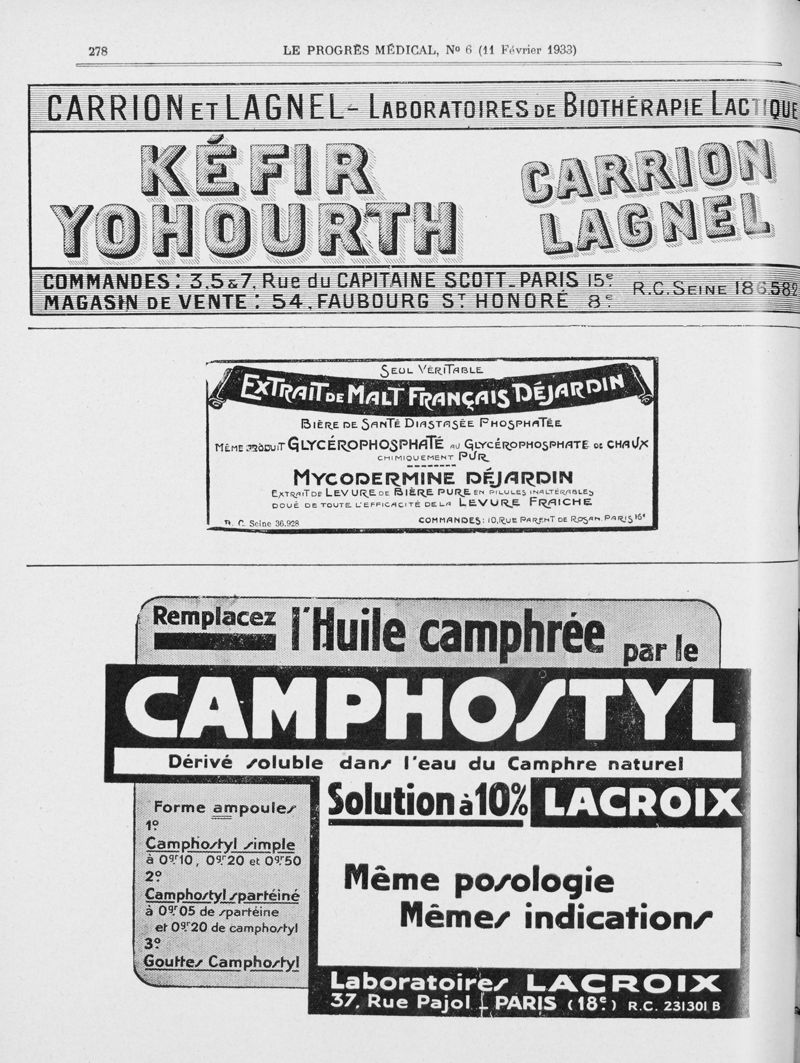 278
LE PROGRÈS MÉDICAL, No 6 (11 Février 1933)
CARRION ET LAGNEL - LABORATOIRES DE BIOTHÉRAPIE LACTIQUE
KÉFIR
YOHOURTH
CARRION
LAGNEL
COMMANDES : 3.5 & 7, Rue du CAPITAINE SCOTT - PARIS 15e
MAGASIN DE VENTE : 54, FAUBOURG ST HONORÉ 8e
R.C. SEINE 186.582
SEUL VÉRITABLE
EXTRAIT DE MALT FRANÇAIS DÉJARDIN
BIÈRE DE SANTÉ DIASTASÉE PHOSPHATÉE
MÊME PRODUIT GLYCÉROPHOSPHATÉ AU GLYCÉROPHOSPHATE DE CHAUX
CHIMIQUEMENT PUR
MYCODERMINE DÉJARDIN
EXTRAIT DE LEVURE DE BIÈRE PURE EN PILULES INALTÉRABLES
DOUÉ DE TOUTE L'EFFICACITÉ DE LA LEVURE FRAICHE
R. C. Seine 36.928
COMMANDES : 10, RUE PARENT DE ROSAN, PARIS 16e
Remplacez l'Huile camphrée par le
CAMPHOSTYL
Dérivé soluble dans l'eau du Camphre naturel
Solution à 10% LACROIX
Forme ampoules
1º
Camphostyl simple
à 0gr10, 0gr20 et 0gr50
2º
Camphostyl spartéiné
à 0gr05 de spartéine
et 0gr20 de camphostyl
3º
Gouttes Camphostyl
Même posologie
Mêmes indications
Laboratoires LACROIX
37, Rue Pajol - PARIS (18e) R.C. 231301 B